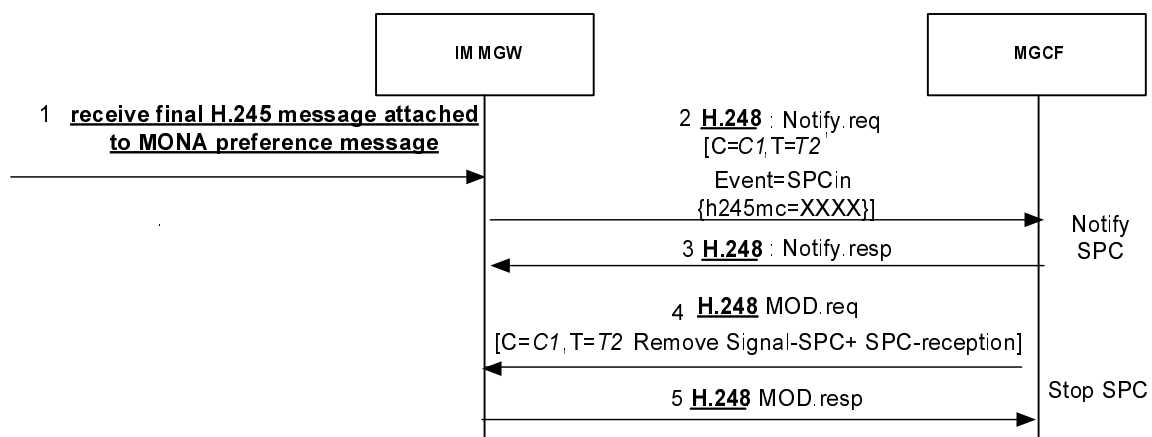 IM MGW
MGCF
1 receive final H.245 message attached
to MONA preference message
2 H.248 : Notify.req
[C=C1,T=T2,
Event=SPCin
{h245mc=XXXX}]
Notify
SPC
3 H.248 : Notify.resp
4 H.248 MOD.req
[C=C1,T=T2 Remove Signal-SPC+ SPC-reception]
Stop SPC
5 H.248 MOD.resp